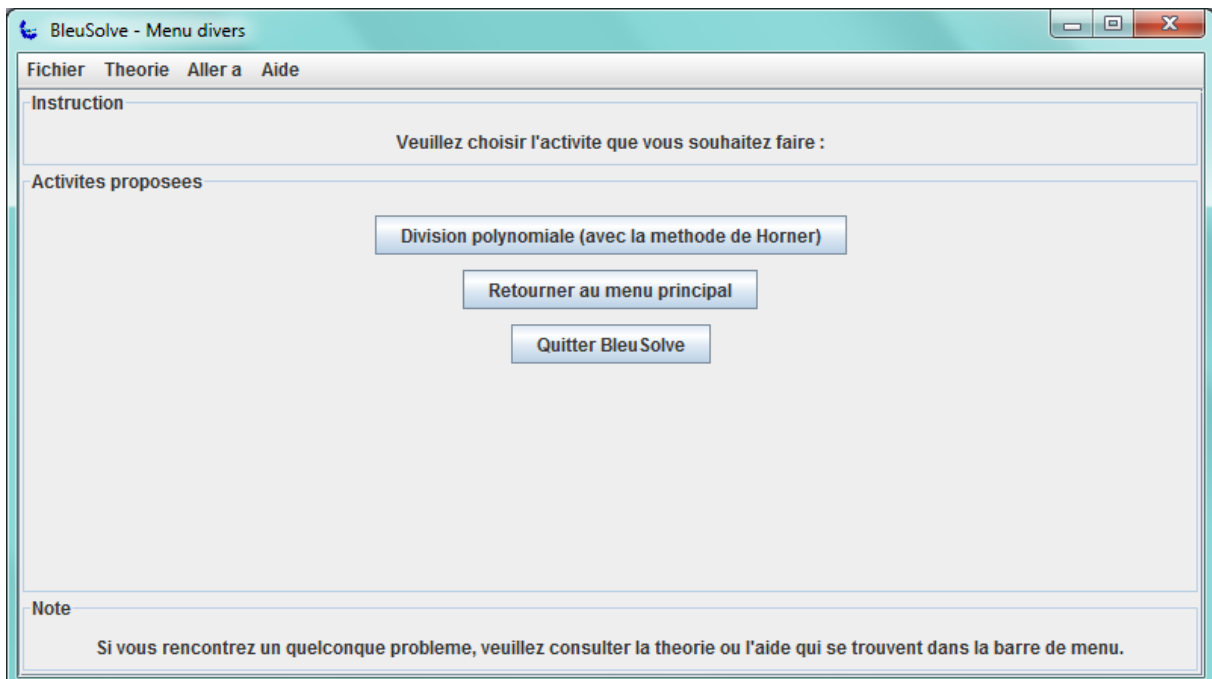 BleuSolve - Menu divers
Fichier Theorie Aller a Aide
Instruction
Veuillez choisir l'activite que vous souhaitez faire :
Activites proposees
Division polynomiale (avec la methode de Horner)
Retourner au menu principal
Quitter BleuSolve
Note
Si vous rencontrez un quelconque probleme, veuillez consulter la theorie ou l'aide qui se trouvent dans la barre de menu.